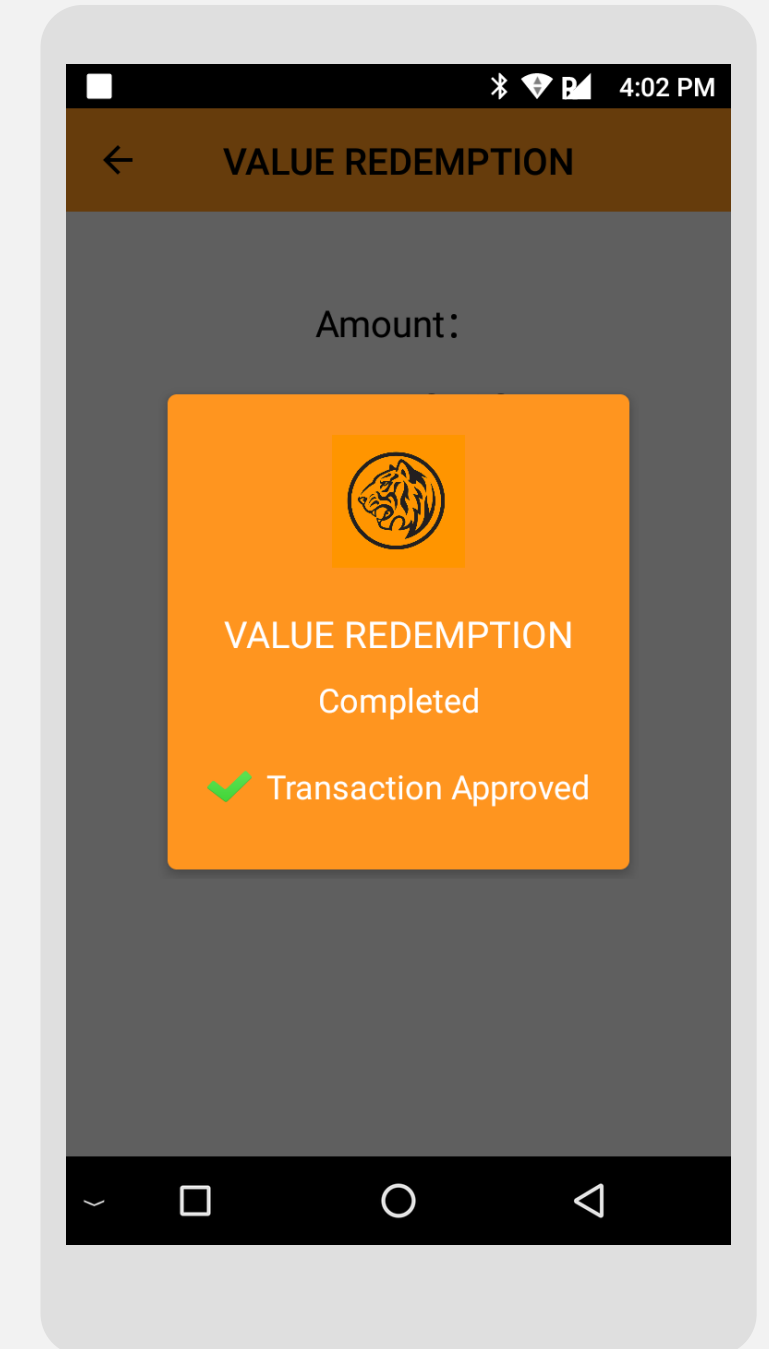 4:02 PM
VALUE REDEMPTION
Amount:
VALUE REDEMPTION
Completed
Transaction Approved